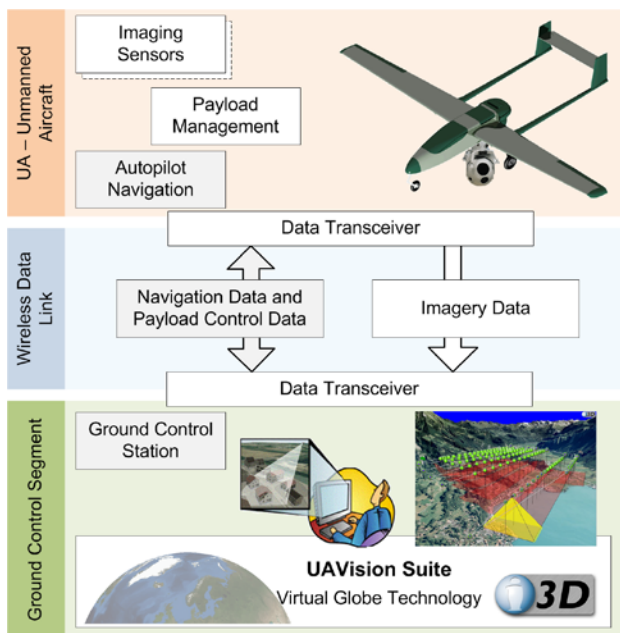 UA – Unmanned
Aircraft
Imaging
Sensors
Payload
Management
Autopilot
Navigation
Data Transceiver
Wireless Data
Link
Navigation Data and
Payload Control Data
Imagery Data
Data Transceiver
Ground Control Segment
Ground Control
Station
UAVision Suite
Virtual Globe Technology
3D